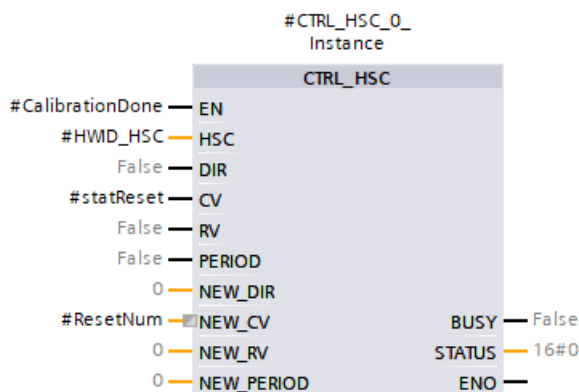 #CTRL_HSC_0_
Instance
CTRL_HSC
#CalibrationDone EN
#HWID_HSC HSC
False DIR
#statReset CV
False RV
False PERIOD
0 NEW_DIR
#ResetNum NEW_CV BUSY False
0 NEW_RV STATUS 16#0
0 NEW_PERIOD ENO